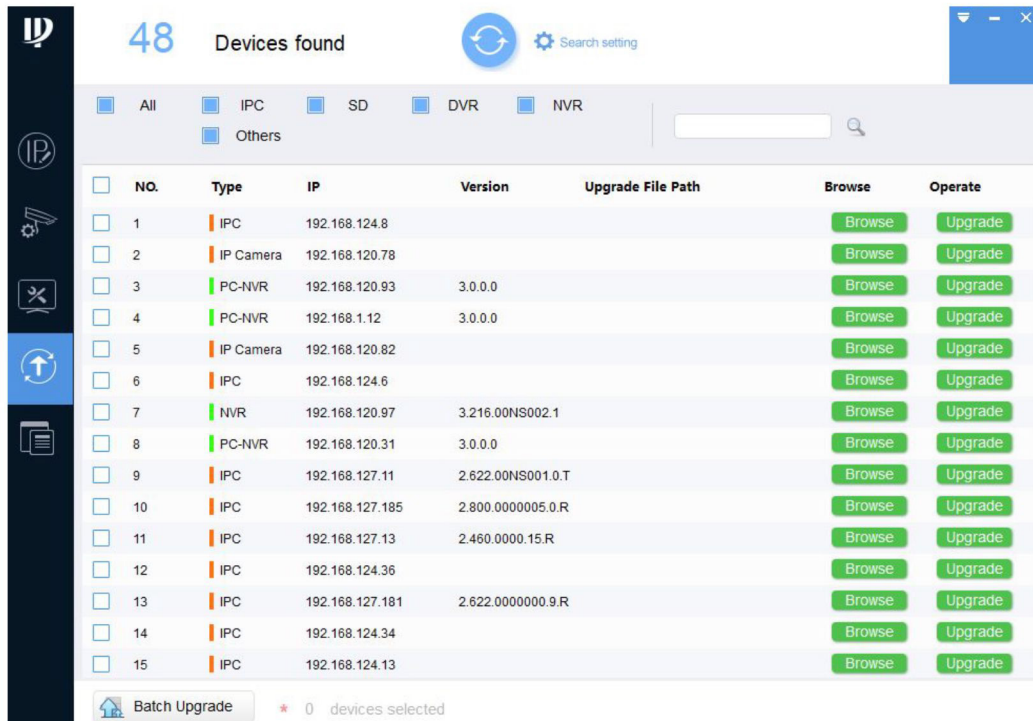 48 Devices found Search setting
All IPC SD DVR NVR
Others
NO. Type IP Version Upgrade File Path Browse Operate
1 IPC 192.168.124.8 Browse Upgrade
2 IP Camera 192.168.120.78 Browse Upgrade
3 PC-NVR 192.168.120.93 3.0.0.0 Browse Upgrade
4 PC-NVR 192.168.1.12 3.0.0.0 Browse Upgrade
5 IP Camera 192.168.120.82 Browse Upgrade
6 IPC 192.168.124.6 Browse Upgrade
7 NVR 192.168.120.97 3.216.00NS002.1 Browse Upgrade
8 PC-NVR 192.168.120.31 3.0.0.0 Browse Upgrade
9 IPC 192.168.127.11 2.622.00NS001.0.T Browse Upgrade
10 IPC 192.168.127.185 2.800.0000005.0.R Browse Upgrade
11 IPC 192.168.127.13 2.460.0000.15.R Browse Upgrade
12 IPC 192.168.124.36 Browse Upgrade
13 IPC 192.168.127.181 2.622.0000000.9.R Browse Upgrade
14 IPC 192.168.124.34 Browse Upgrade
15 IPC 192.168.124.13 Browse Upgrade
Batch Upgrade * 0 devices selected